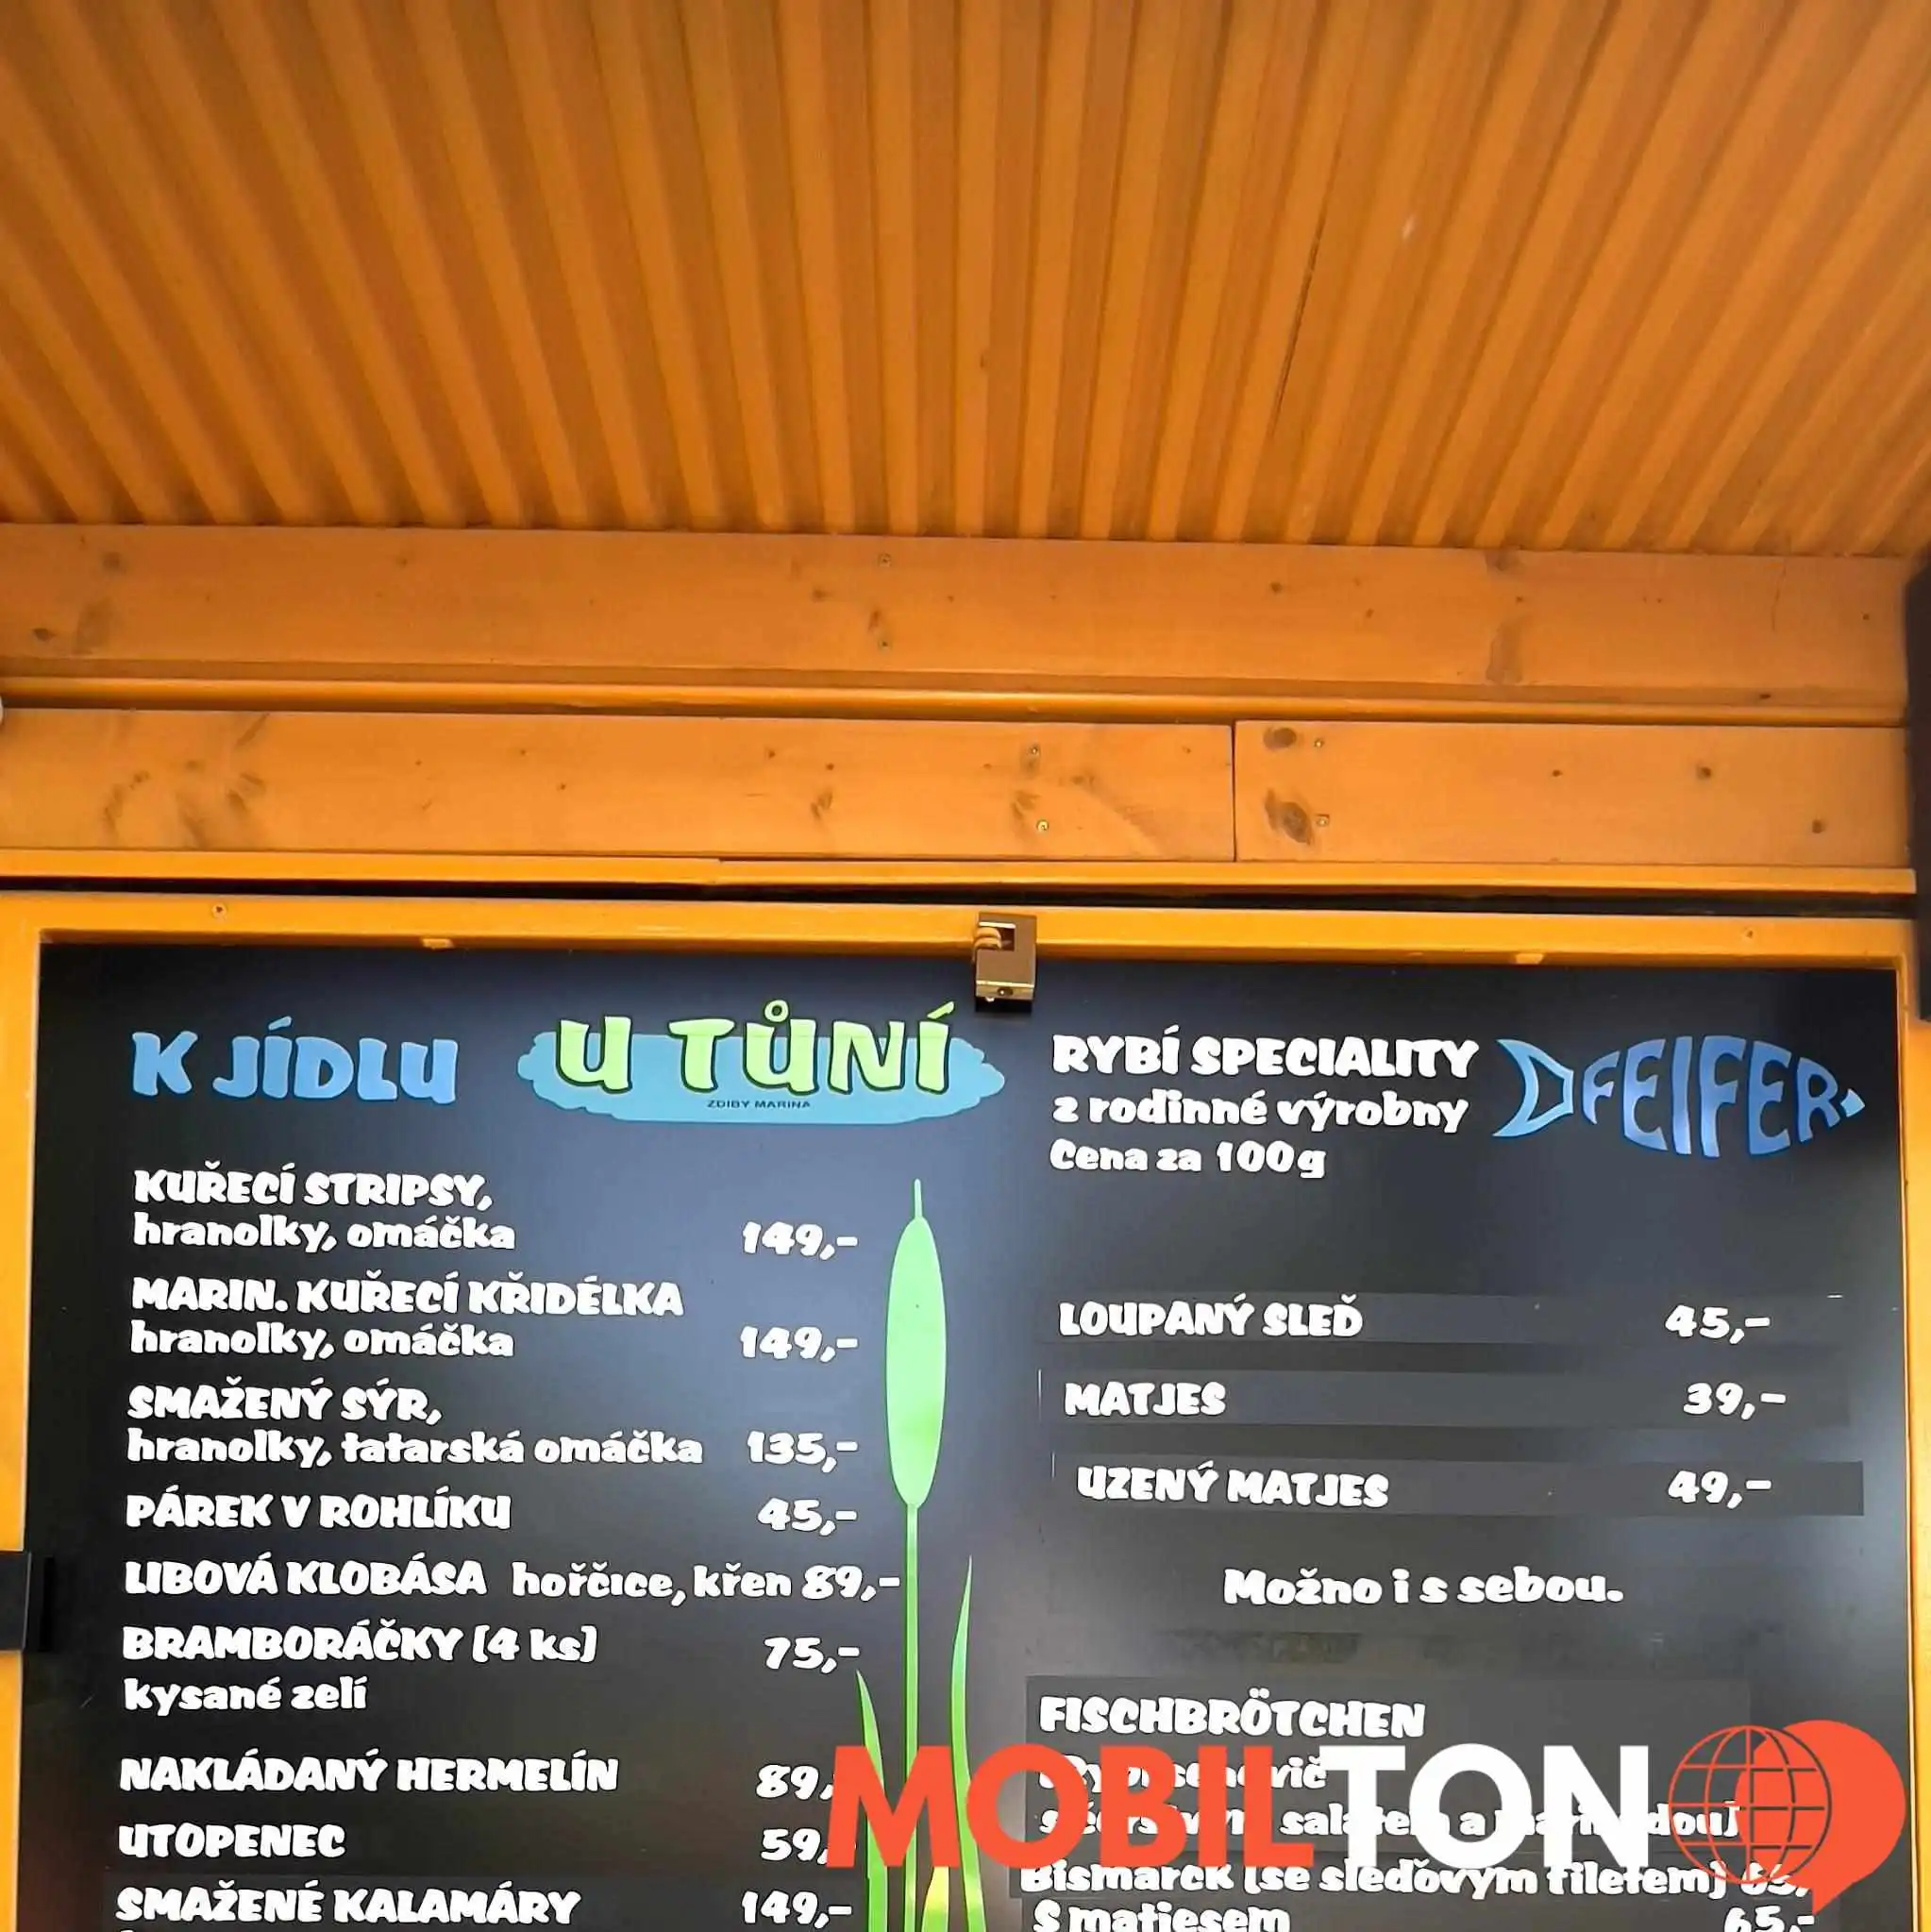 K JÍDLU
U TŮNÍ
ZDIBY MARINA
KUŘECÍ STRIPSY,
hranolky, omáčka 149,-
MARIN. KUŘECÍ KŘIDÉLKA
hranolky, omáčka 149,-
SMAŽENÝ SÝR,
hranolky, tatarská omáčka 135,-
PÁREK V ROHLÍKU 45,-
LIBOVÁ KLOBÁSA hořčice, křen 89,-
BRAMBORÁČKY (4 ks) 75,-
kysané zelí
NAKLÁDANÝ HERMELÍN 89,
UTOPENEC 59,
SMAŽENÉ KALAMÁRY 149,-
RYBÍ SPECIALITY
z rodinné výrobny
Cena za 100g
PFEIFER
LOUPANÝ SLEĎ 45,-
MATJES 39,-
UZENÝ MATJES 49,-
Možno i s sebou.
FISCHBRÖTCHEN
a
Bismarck (se sleďovým filetem)
S matjesem 65,-
MOBILTON